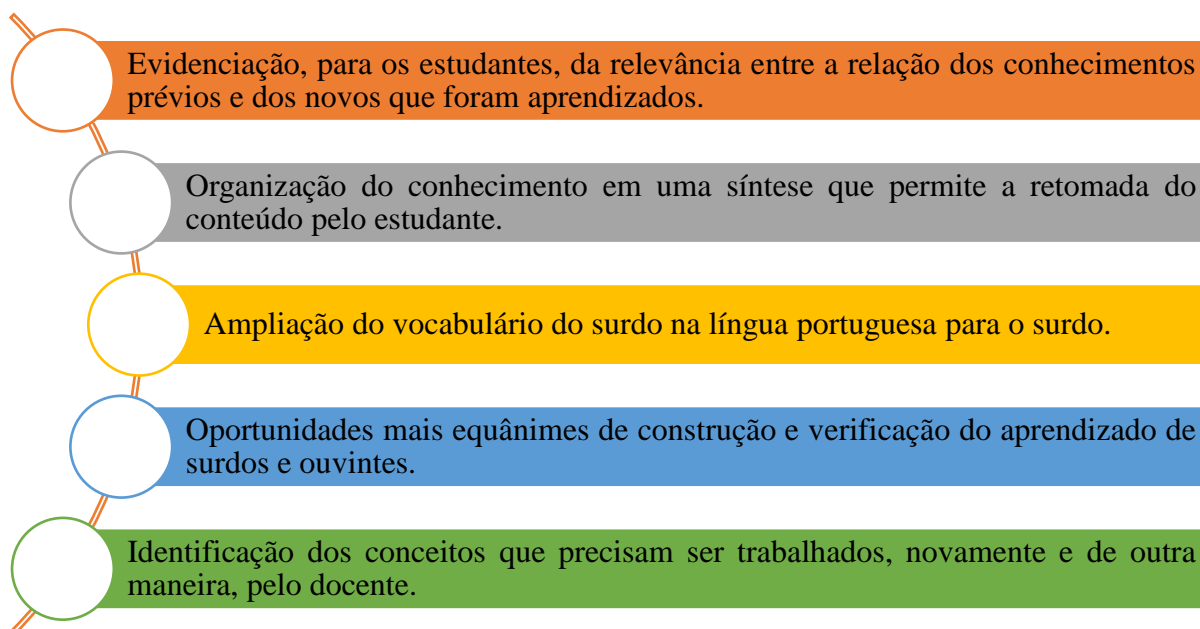 Evidenciação, para os estudantes, da relevância entre a relação dos conhecimentos
prévios e dos novos que foram aprendizados.
Organização do conhecimento em uma síntese que permite a retomada do
conteúdo pelo estudante.
Ampliação do vocabulário do surdo na língua portuguesa para o surdo.
Oportunidades mais equânimes de construção e verificação do aprendizado de
surdos e ouvintes.
Identificação dos conceitos que precisam ser trabalhados, novamente e de outra
maneira, pelo docente.